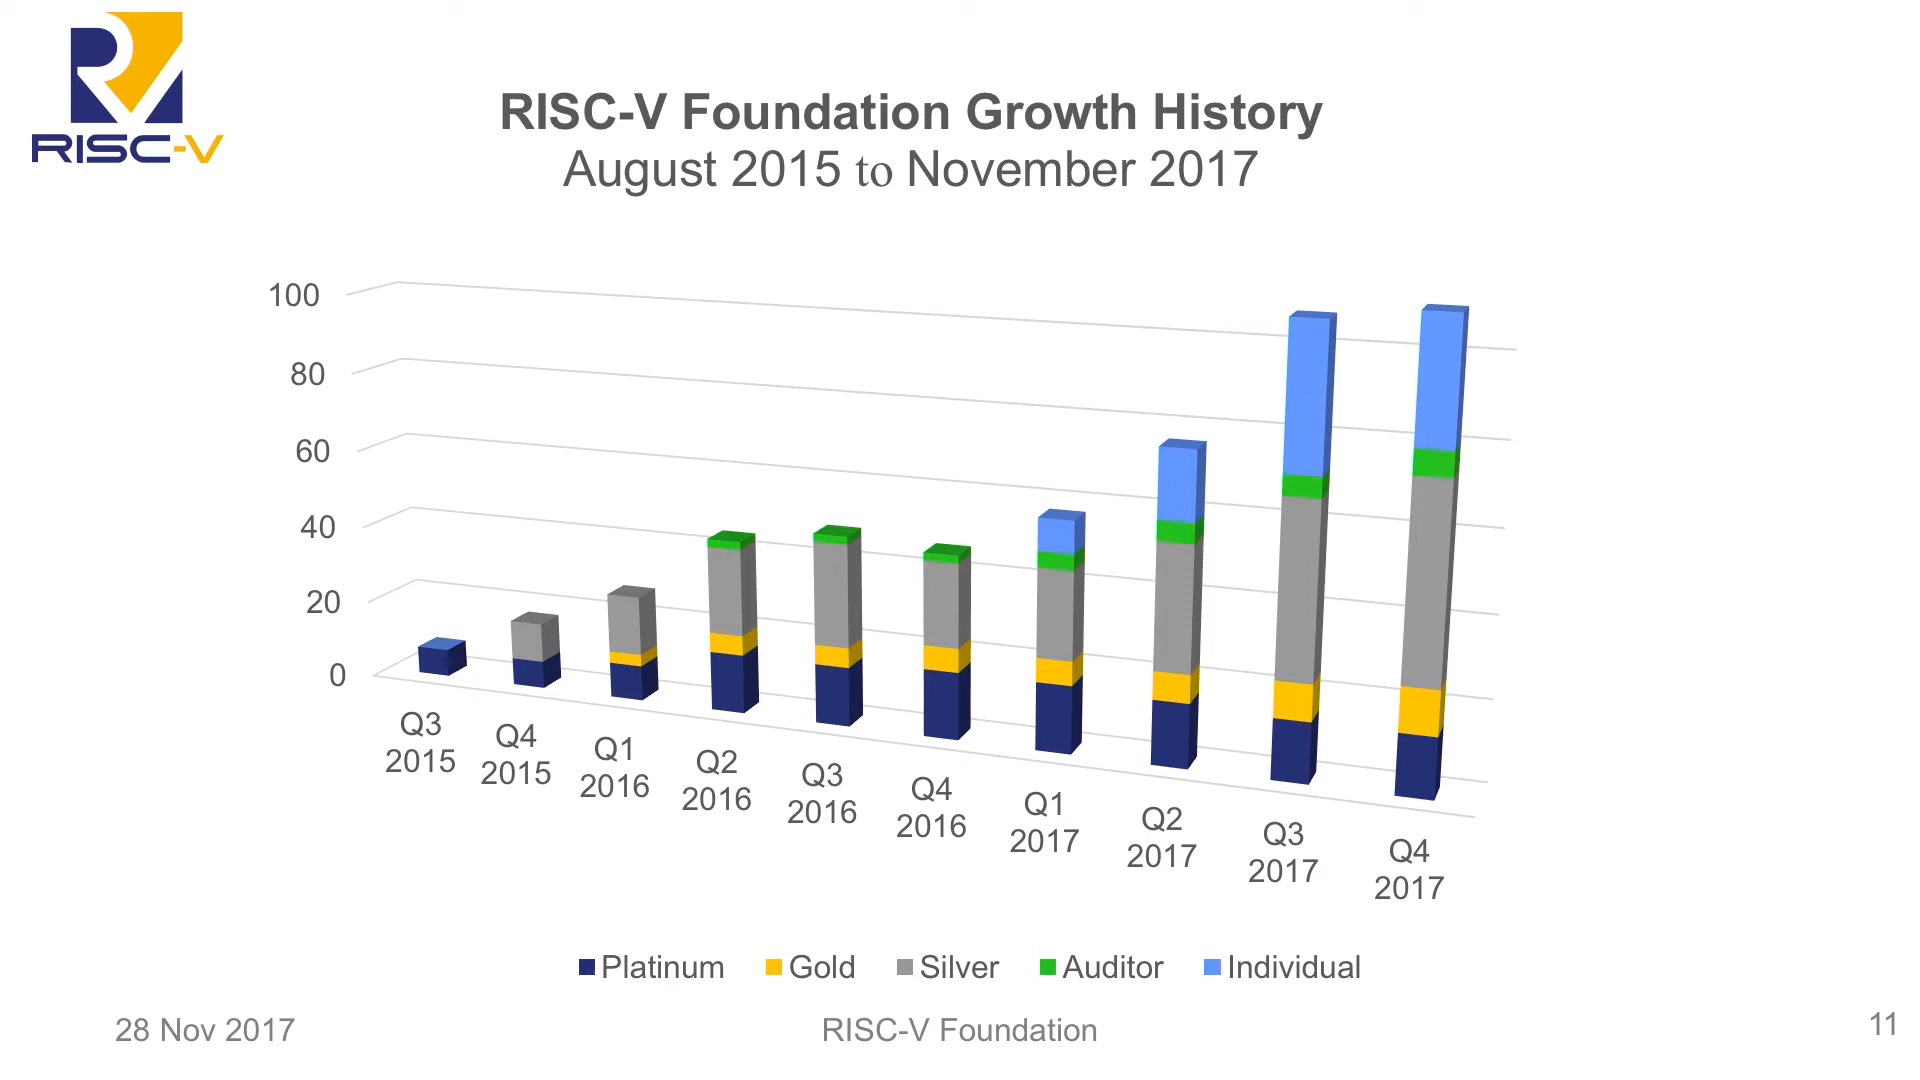 RISC-V
RISC-V Foundation Growth History
August 2015 to November 2017
100
80
60
40
20
0
Q3
2015
Q4
2015
Q1
2016
Q2
2016
Q3
2016
Q4
2016
Q1
2017
Q2
2017
Q3
2017
Q4
2017
Platinum Gold Silver Auditor Individual
28 Nov 2017 RISC-V Foundation 11